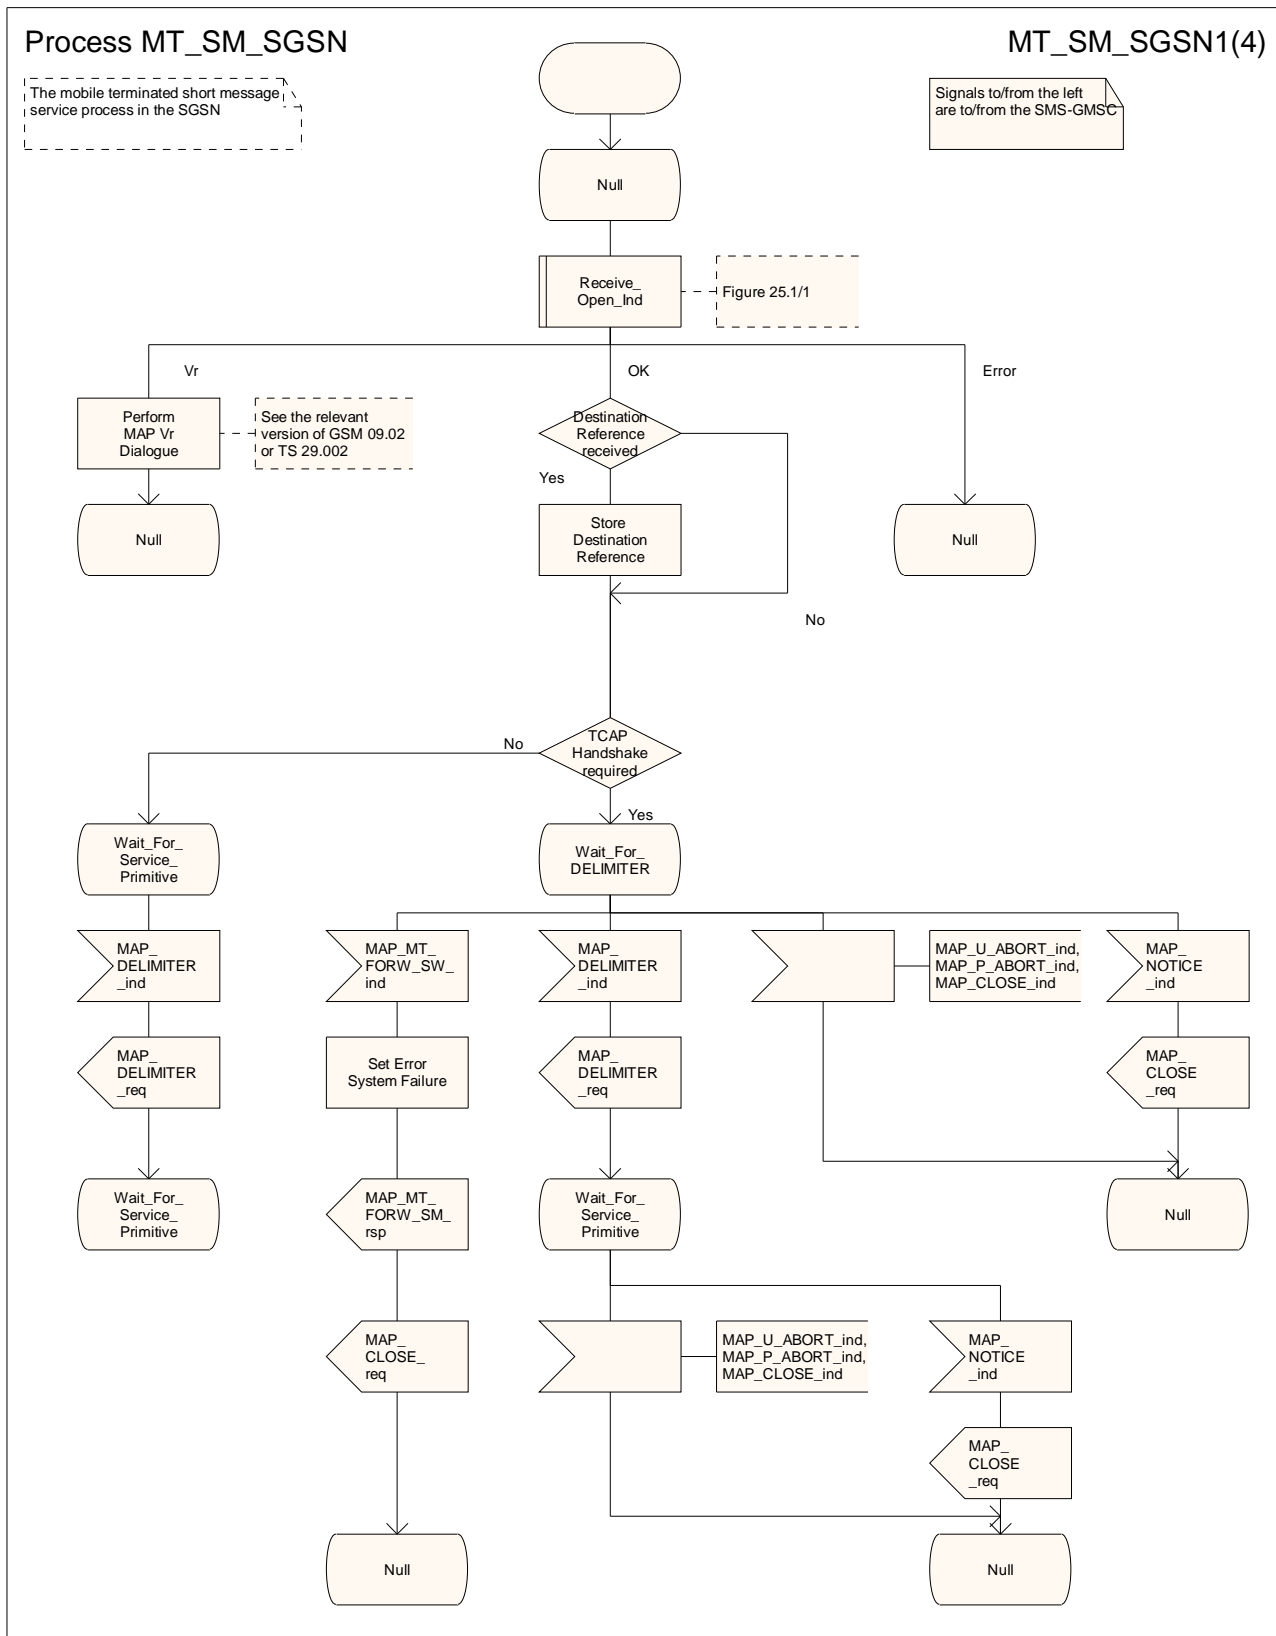 Process MT_SM_SGSN
MT_SM_SGSN1(4)
The mobile terminated short message
service process in the SGSN
Signals to/from the left
are to/from the SMS-GMSC
Null
Receive_
Open_Ind
Figure 25.1/1
Vr
OK
Error
Perform
MAP Vr
Dialogue
See the relevant
version of GSM 09.02
or TS 29.002
Destination
Reference
received
Yes
Null
Store
Destination
Reference
Null
No
TCAP
Handshake
required
No
Yes
Wait_For_
Service_
Primitive
Wait_For_
DELIMITER
MAP_
DELIMITER
_ind
MAP_MT_
FORW_SW_
ind
MAP_
DELIMITER
_ind
MAP_U_ABORT_ind,
MAP_P_ABORT_ind,
MAP_CLOSE_ind
MAP_
NOTICE
_ind
MAP_
DELIMITER
_req
Set Error
System Failure
MAP_
DELIMITER
_req
MAP_
CLOSE
_req
Wait_For_
Service_
Primitive
MAP_MT_
FORW_SM_
rsp
Wait_For_
Service_
Primitive
Null
MAP_
CLOSE_
req
MAP_U_ABORT_ind,
MAP_P_ABORT_ind,
MAP_CLOSE_ind
MAP_
NOTICE
_ind
MAP_
CLOSE
_req
Null
Null